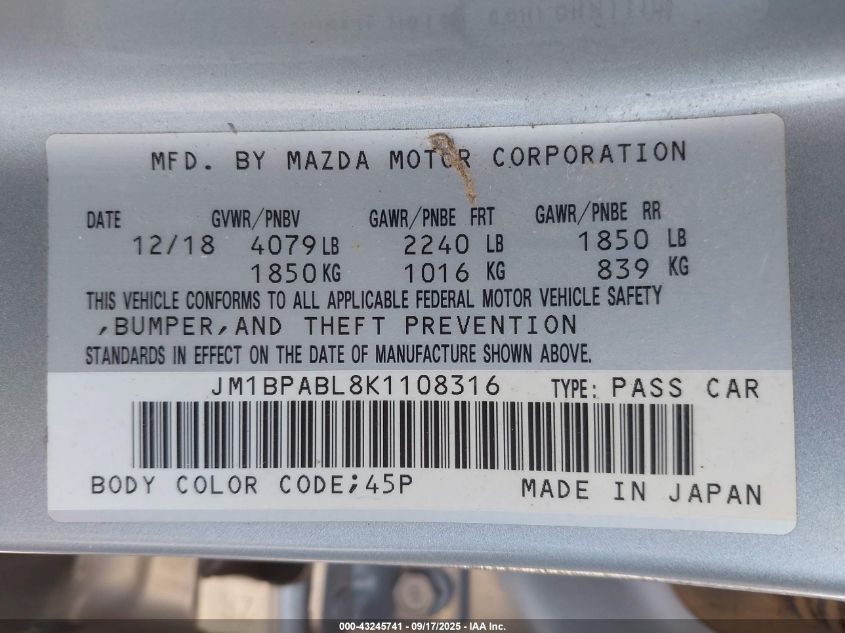 MFD. BY MAZDA MOTOR CORPORATION
DATE GVWR/PNBV GAWR/PNBE FRT GAWR/PNBE RR
12/18 4079LB 2240 LB 1850 LB
1850KG 1016 KG 839 KG
THIS VEHICLE CONFORMS TO ALL APPLICABLE FEDERAL MOTOR VEHICLE SAFETY
,BUMPER,AND THEFT PREVENTION
STANDARDS IN EFFECT ON THE DATE OF MANUFACTURE SHOWN ABOVE.
JM1BPABL8K1108316 TYPE: PASS CAR
BODY COLOR CODE;45P MADE IN JAPAN
000-43245741 - 09/17/2025 - IAA Inc.